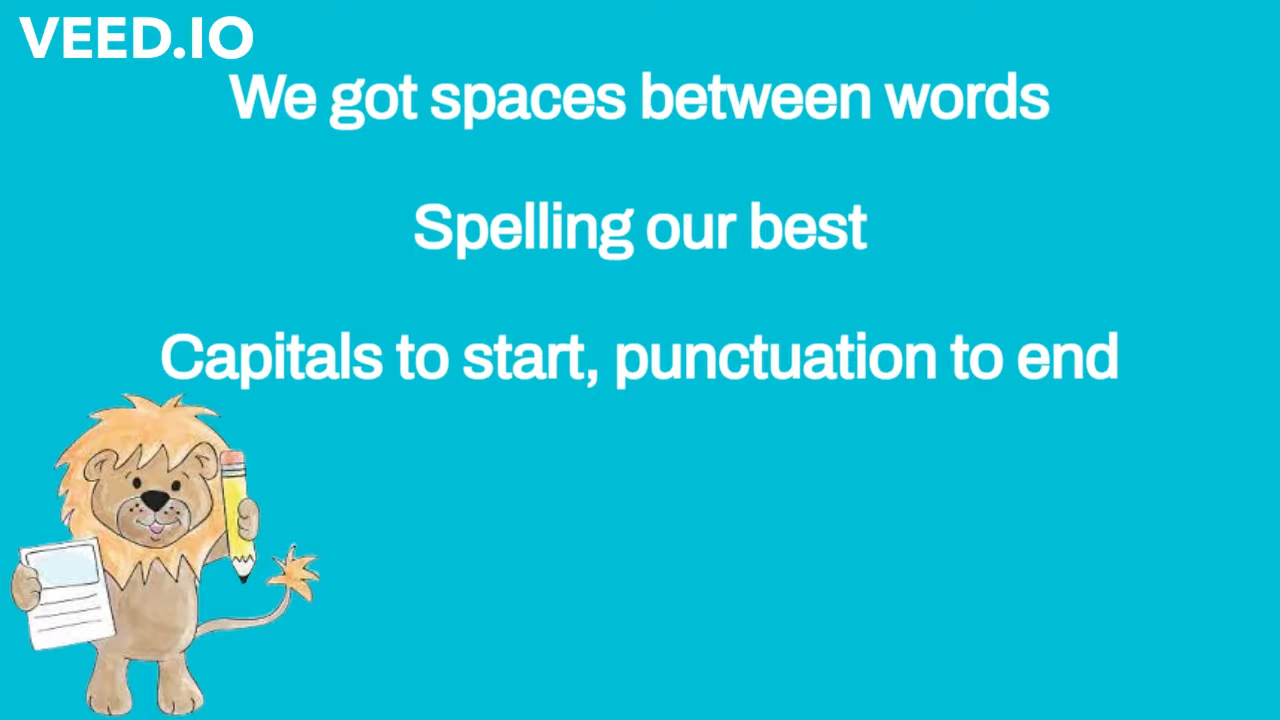 VEED.IO
We got spaces between words
Spelling our best
Capitals to start, punctuation to end